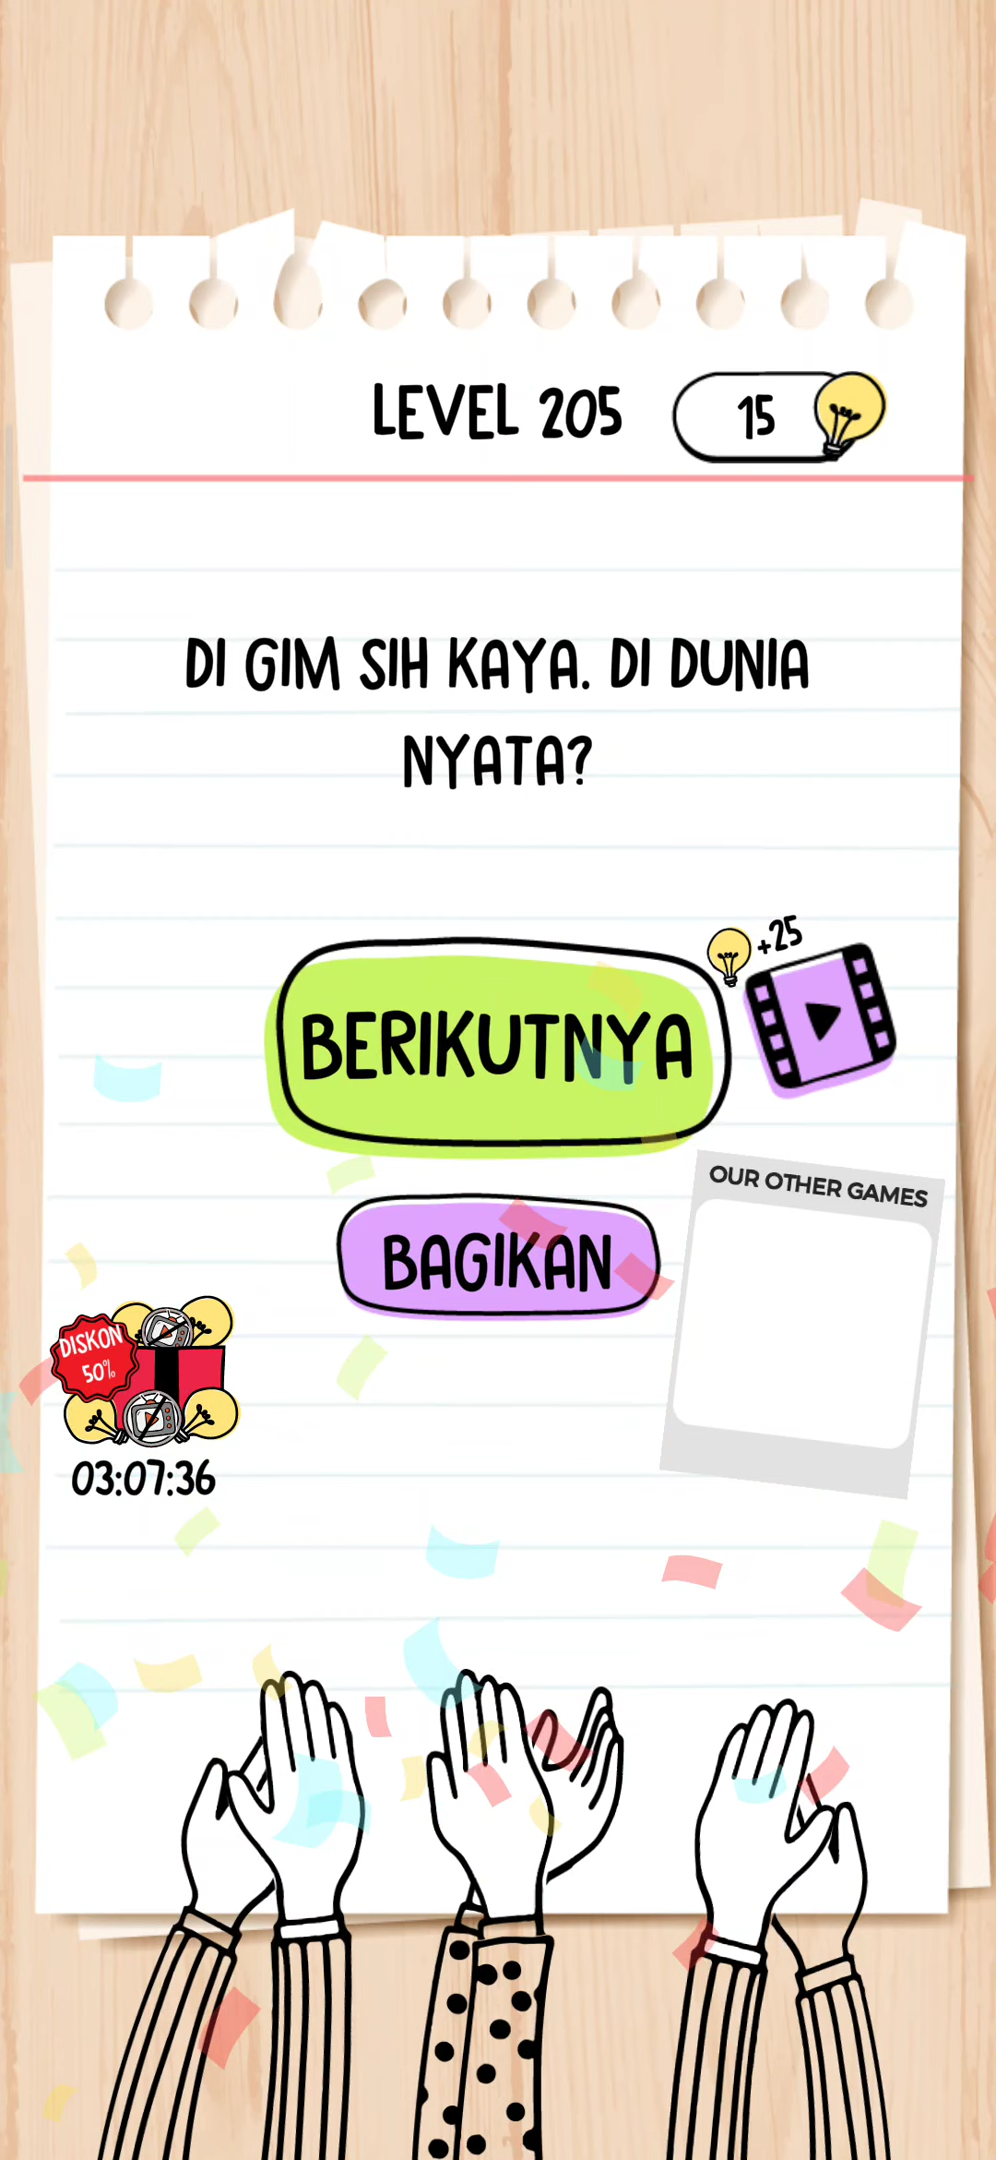 LEVEL 205
15
DI GIM SIH KAYA. DI DUNIA
NYATA?
+25
BERIKUTNYA
OUR OTHER GAMES
BAGIKAN
DISKON
50%
03:07:36